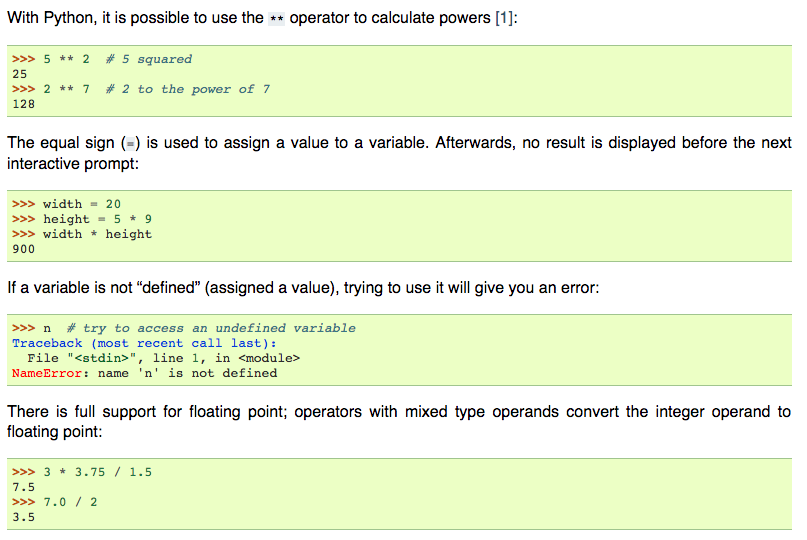 With Python, it is possible to use the ** operator to calculate powers [1]:
>>> 5 ** 2  # 5 squared
25
>>> 2 ** 7  # 2 to the power of 7
128
The equal sign (=) is used to assign a value to a variable. Afterwards, no result is displayed before the next
interactive prompt:
>>> width = 20
>>> height = 5 * 9
>>> width * height
900
If a variable is not “defined” (assigned a value), trying to use it will give you an error:
>>> n  # try to access an undefined variable
Traceback (most recent call last):
  File "<stdin>", line 1, in <module>
NameError: name 'n' is not defined
There is full support for floating point; operators with mixed type operands convert the integer operand to
floating point:
>>> 3 * 3.75 / 1.5
7.5
>>> 7.0 / 2
3.5